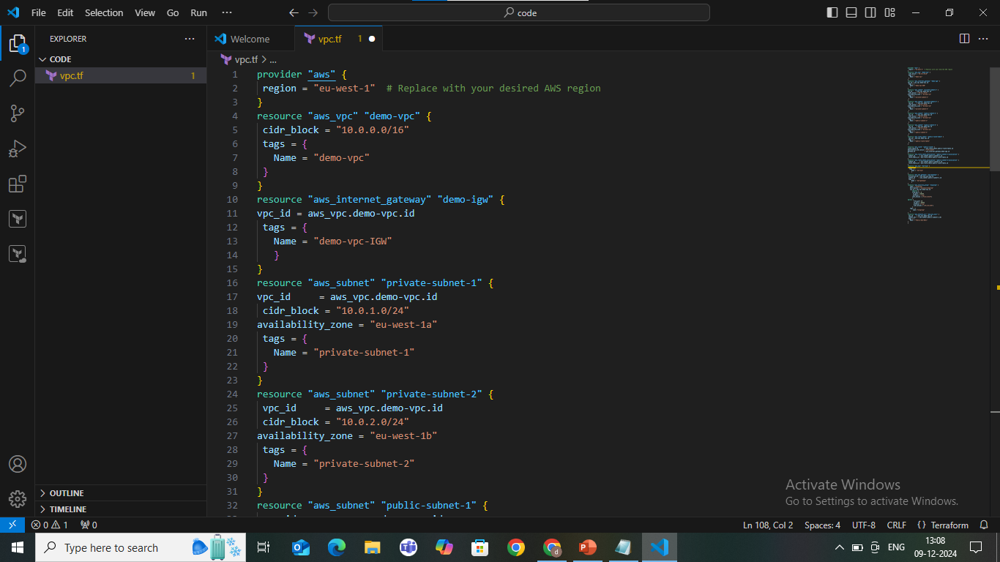 File Edit Selection View Go Run ··· code
EXPLORER ···
CODE
vpc.tf 1
OUTLINE
TIMELINE
Welcome vpc.tf 1
vpc.tf > ...
1 provider "aws" {
2 region = "eu-west-1" # Replace with your desired AWS region
3 }
4 resource "aws_vpc" "demo-vpc" {
5 cidr_block = "10.0.0.0/16"
6 tags = {
7 Name = "demo-vpc"
8 }
9 }
10 resource "aws_internet_gateway" "demo-igw" {
11 vpc_id = aws_vpc.demo-vpc.id
12 tags = {
13 Name = "demo-vpc-IGW"
14 }
15 }
16 resource "aws_subnet" "private-subnet-1" {
17 vpc_id = aws_vpc.demo-vpc.id
18 cidr_block = "10.0.1.0/24"
19 availability_zone = "eu-west-1a"
20 tags = {
21 Name = "private-subnet-1"
22 }
23 }
24 resource "aws_subnet" "private-subnet-2" {
25 vpc_id = aws_vpc.demo-vpc.id
26 cidr_block = "10.0.2.0/24"
27 availability_zone = "eu-west-1b"
28 tags = {
29 Name = "private-subnet-2"
30 }
31 }
32 resource "aws_subnet" "public-subnet-1" {
Activate Windows
Go to Settings to activate Windows.
0 1 0 Ln 108, Col 2 Spaces: 4 UTF-8 CRLF {} Terraform
Type here to search
ENG
13:08
09-12-2024